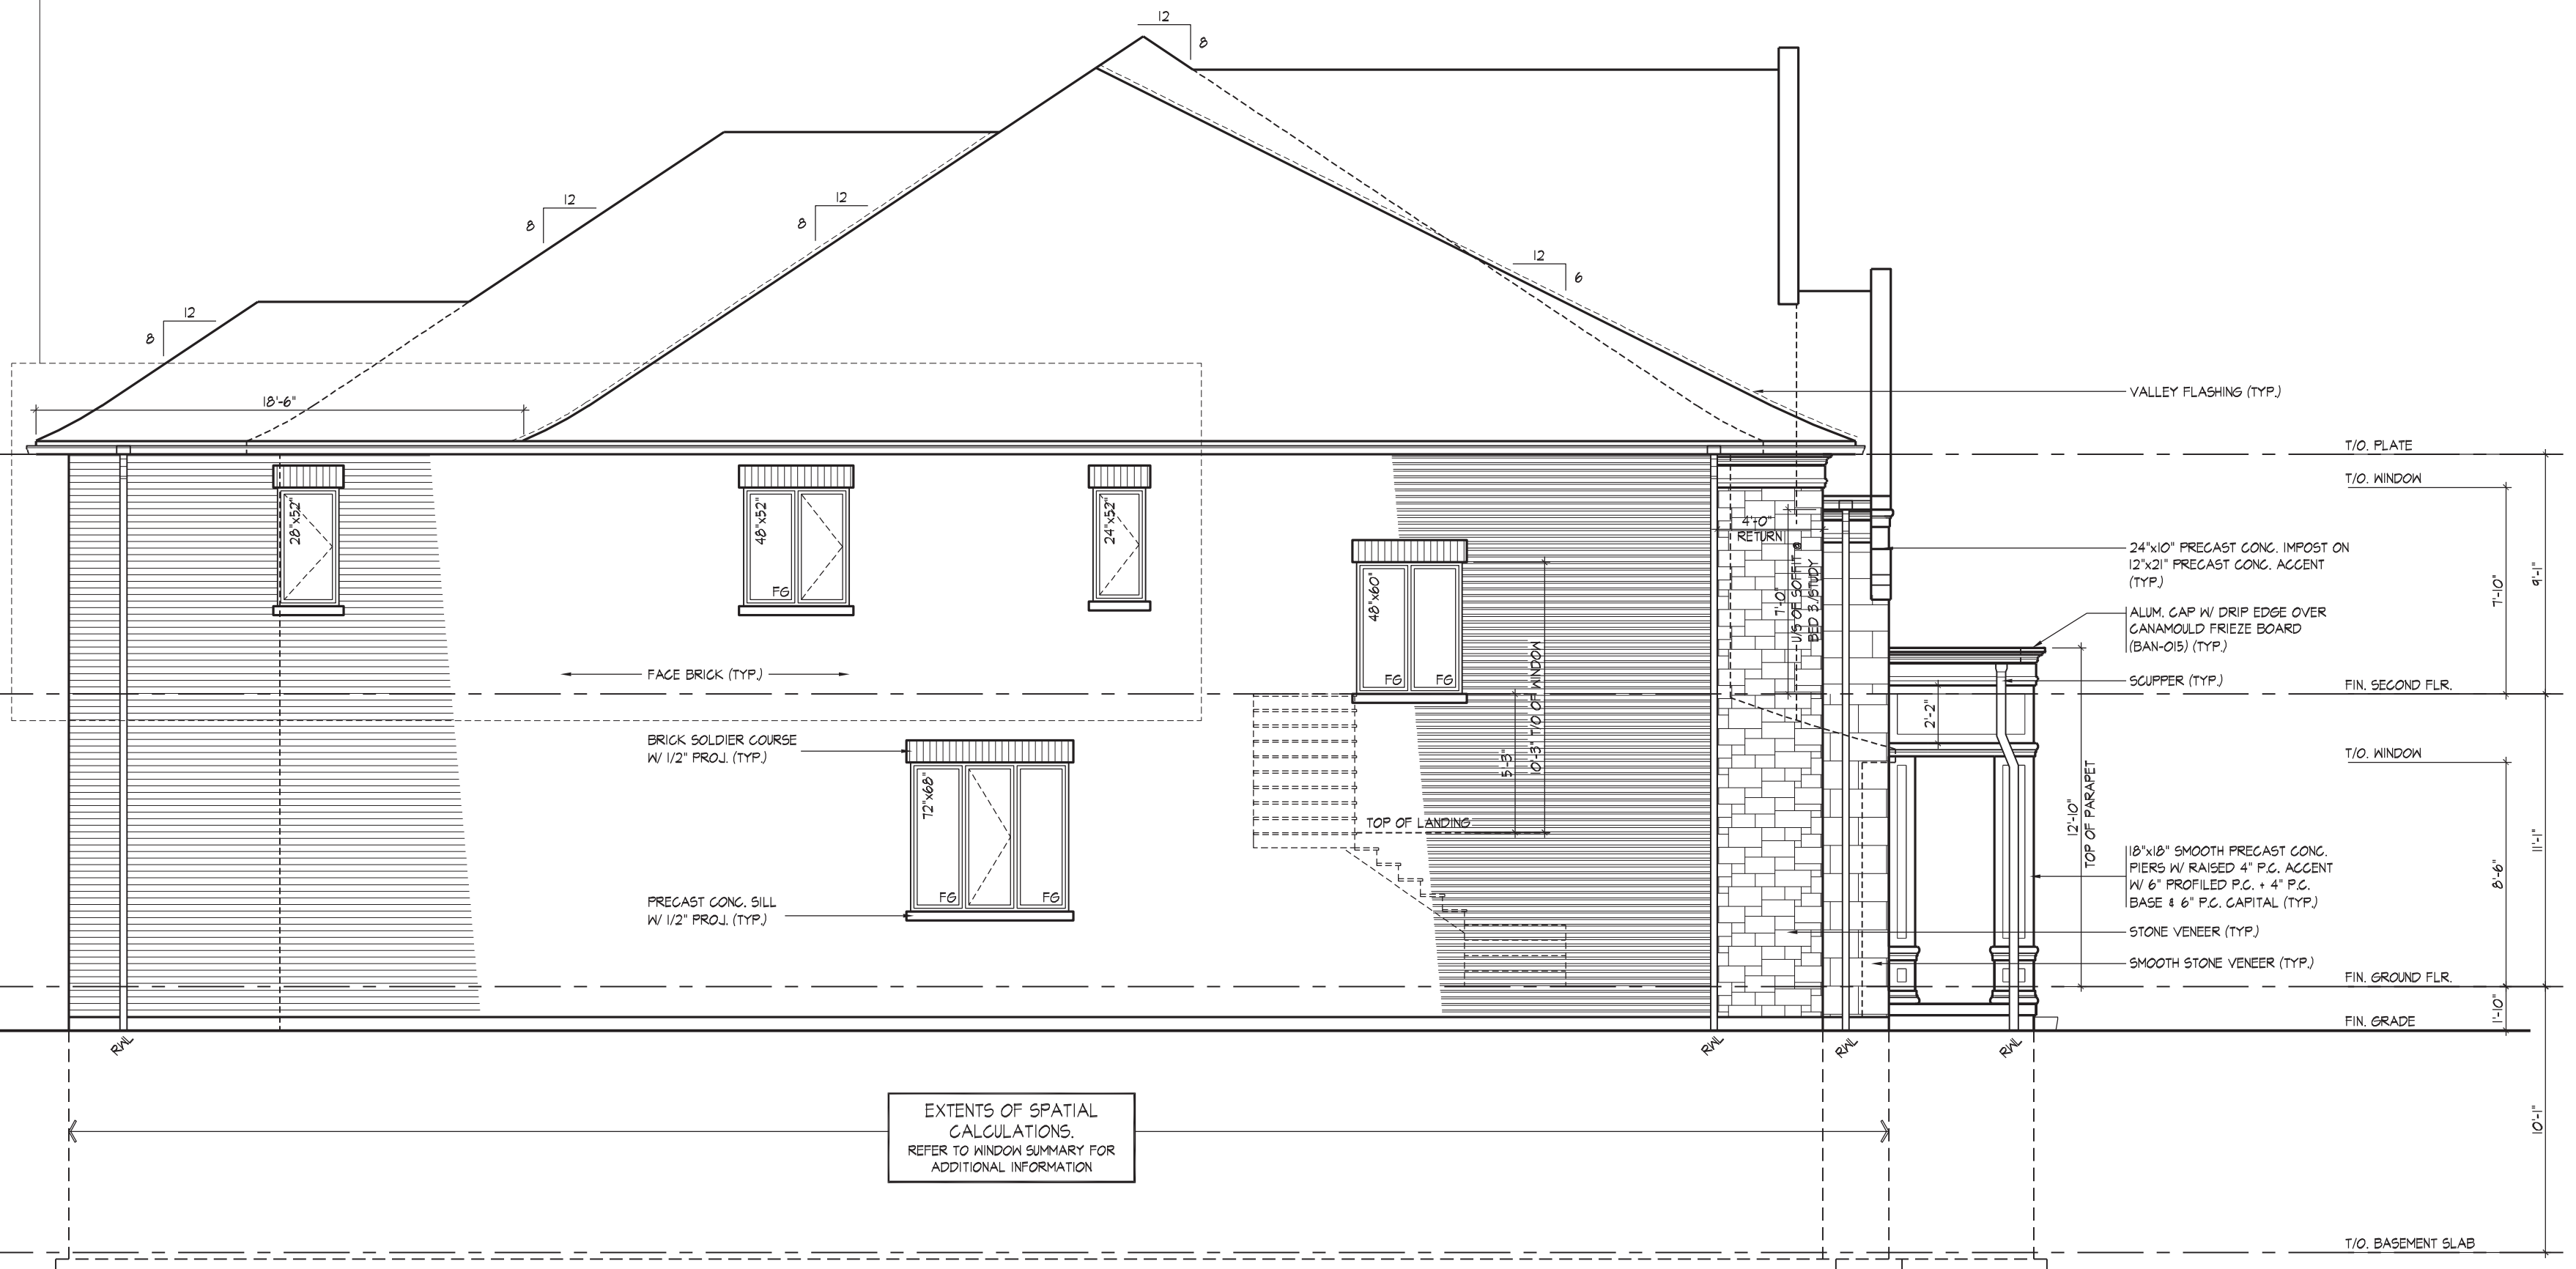 12
8
12
8
12
8
12
8
12
6
18'-6"
VALLEY FLASHING (TYP.)
T/O. PLATE
T/O. WINDOW
28"x52"
48"x52"
FG
24"x52"
48"x60"
FG FG
4'-0"
RETURN
7'-0"
U/S OF SOFFIT @
BED 3./STUDY
24"x10" PRECAST CONC. IMPOST ON
12"x21" PRECAST CONC. ACCENT
(TYP.)
7'-10"
9'-1"
ALUM. CAP W/ DRIP EDGE OVER
CANAMOULD FRIEZE BOARD
(BAN-015) (TYP.)
FACE BRICK (TYP.)
SCUPPER (TYP.)
FIN. SECOND FLR.
2'-2"
BRICK SOLDIER COURSE
W/ 1/2" PROJ. (TYP.)
5'-3"
10'-3" T/O OF WINDOW
T/O. WINDOW
72"x68"
FG FG
TOP OF LANDING
12'-10"
TOP OF PARAPET
18"x18" SMOOTH PRECAST CONC.
PIERS W/ RAISED 4" P.C. ACCENT
W/ 6" PROFILED P.C. + 4" P.C.
BASE & 6" P.C. CAPITAL (TYP.)
8'-6"
11'-1"
PRECAST CONC. SILL
W/ 1/2" PROJ. (TYP.)
STONE VENEER (TYP.)
SMOOTH STONE VENEER (TYP.)
FIN. GROUND FLR.
1'-10"
FIN. GRADE
RWL
RWL
RWL
RWL
EXTENTS OF SPATIAL
CALCULATIONS.
REFER TO WINDOW SUMMARY FOR
ADDITIONAL INFORMATION
10'-1"
T/O. BASEMENT SLAB